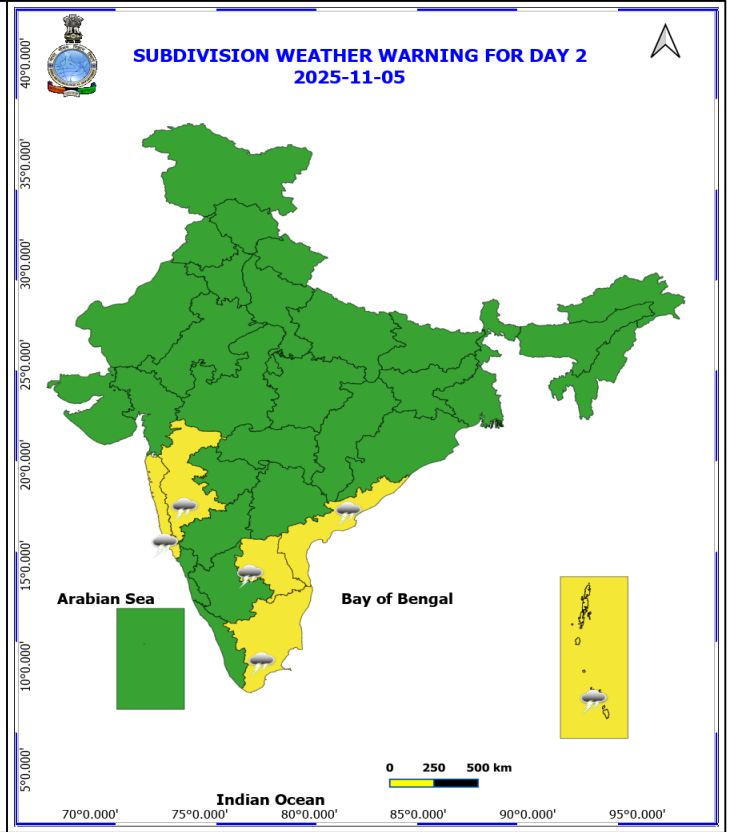 SUBDIVISION WEATHER WARNING FOR DAY 2
2025-11-05
40°0.000'
35°0.000'
30°0.000'
25°0.000'
20°0.000'
15°0.000'
10°0.000'
5°0.000'
Arabian Sea
Bay of Bengal
0 250 500 km
Indian Ocean
70°0.000' 75°0.000' 80°0.000' 85°0.000' 90°0.000' 95°0.000'